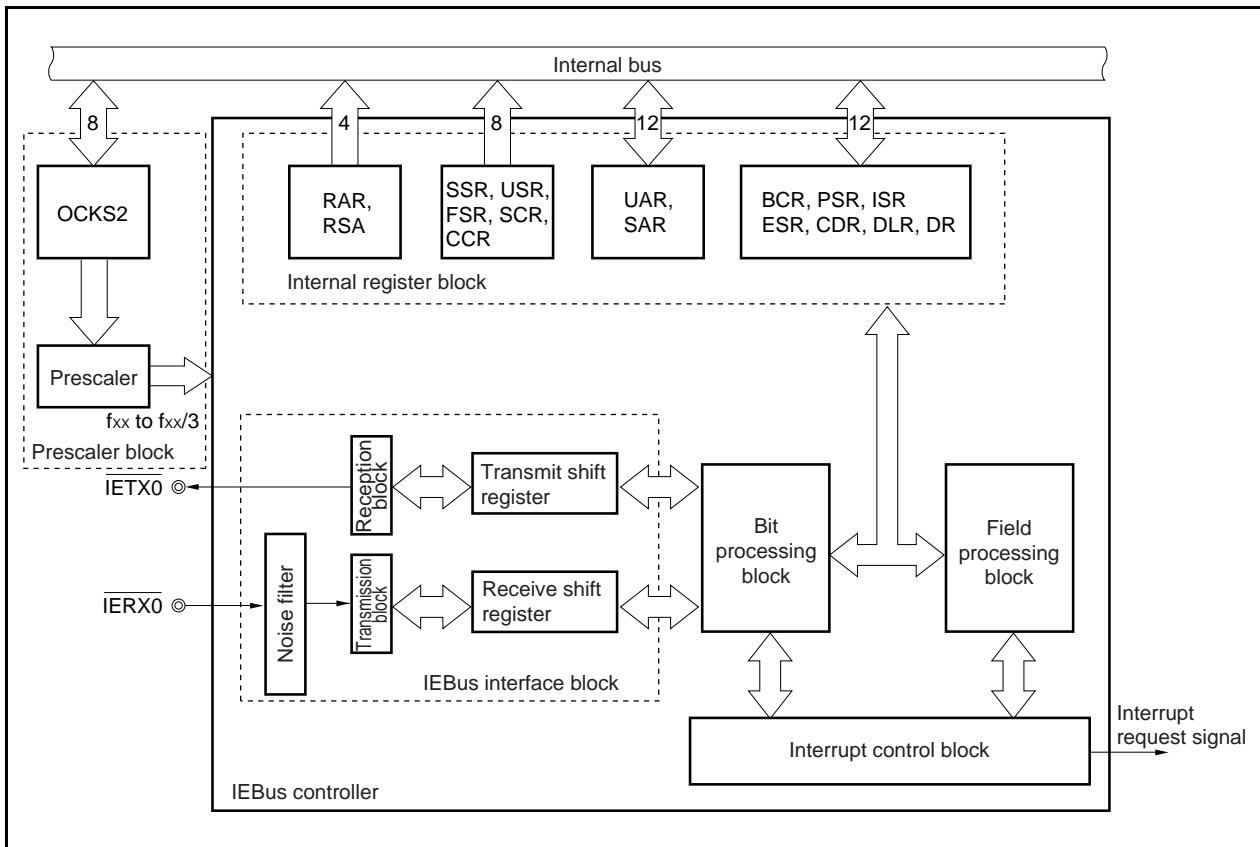 Internal bus
8
4
8
12
12
OCKS2
RAR,
RSA
SSR, USR,
FSR, SCR,
CCR
UAR,
SAR
BCR, PSR, ISR
ESR, CDR, DLR, DR
Internal register block
Prescaler
fxx to fxx/3
Prescaler block
IETX0
Reception
block
Transmit shift
register
Bit
processing
block
Field
processing
block
IERX0
Noise filter
Transmission
block
Receive shift
register
IEBus interface block
Interrupt control block
Interrupt
request signal
IEBus controller